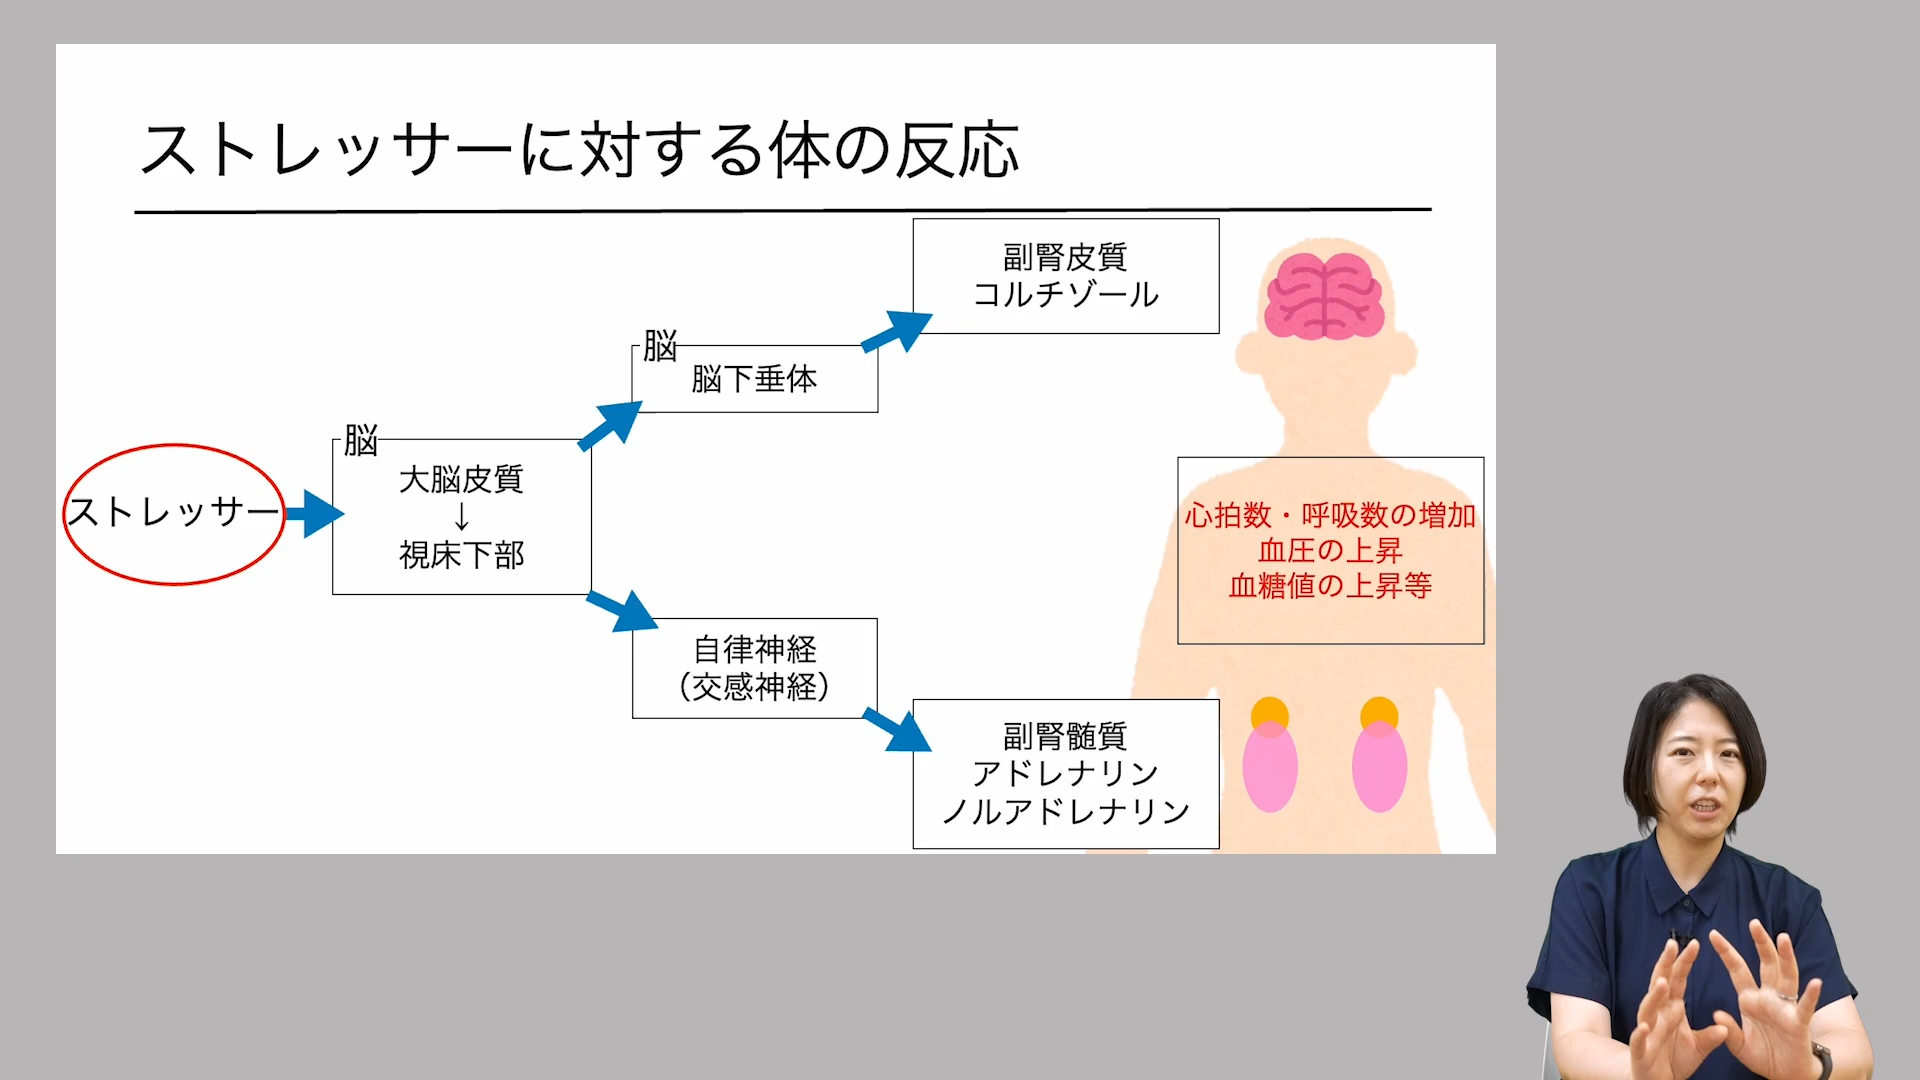 ストレッサーに対する体の反応
ストレッサー
脳
大脳皮質
↓
視床下部
脳
脳下垂体
副腎皮質
コルチゾール
自律神経
（交感神経）
副腎髄質
アドレナリン
ノルアドレナリン
心拍数・呼吸数の増加
血圧の上昇
血糖値の上昇等